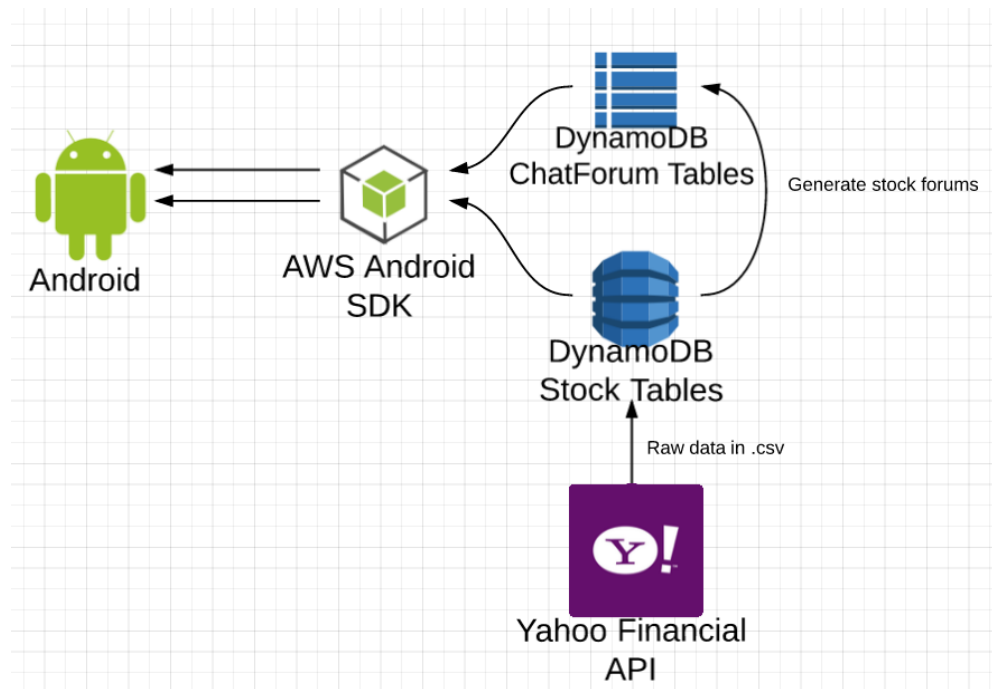 DynamoDB
ChatForum Tables
Generate stock forums
Android
AWS Android
SDK
DynamoDB
Stock Tables
Raw data in .csv
Y!
Yahoo Financial
API